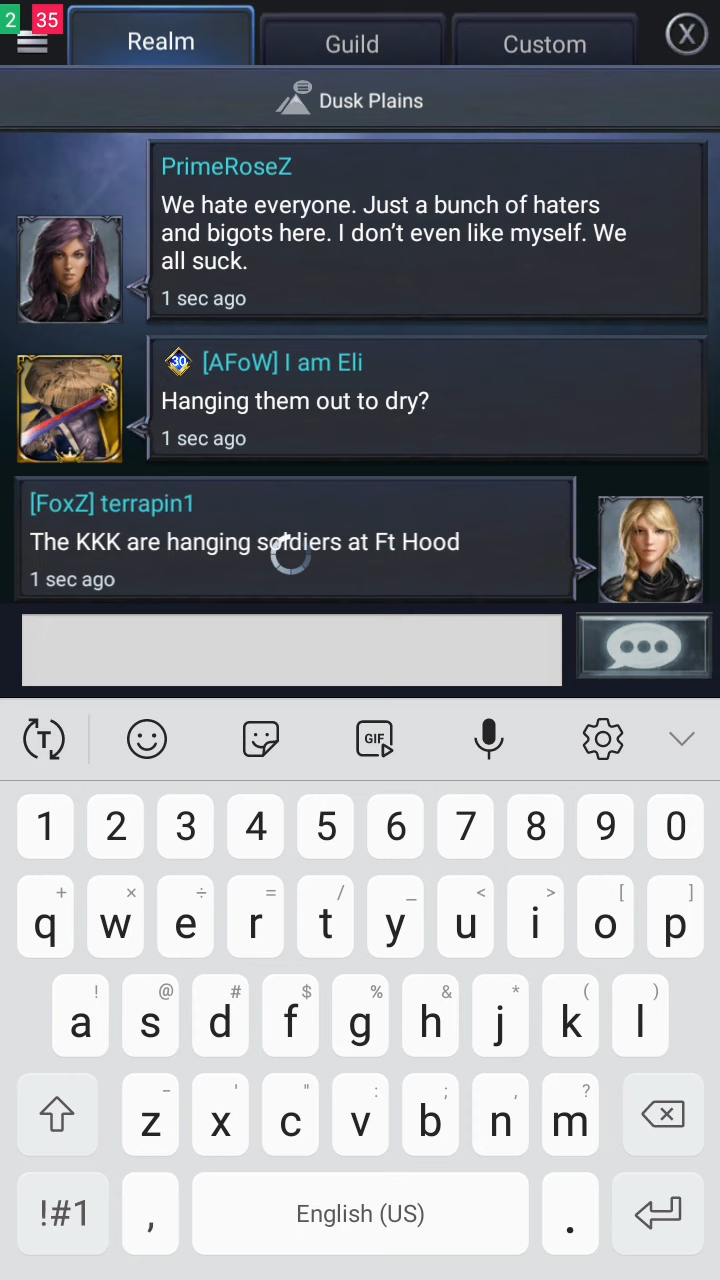 2 35
Realm
Guild
Custom
X
Dusk Plains
PrimeRoseZ
We hate everyone. Just a bunch of haters
and bigots here. I don’t even like myself. We
all suck.
1 sec ago
30 [AFoW] I am Eli
Hanging them out to dry?
1 sec ago
[FoxZ] terrapin1
The KKK are hanging soldiers at Ft Hood
1 sec ago
T GIF
1 2 3 4 5 6 7 8 9 0
+ × ÷ = / _ < > [ ]
q w e r t y u i o p
! @ # $ % & * ( )
a s d f g h j k l
- ' " : ; , ?
z x c v b n m
!#1 , English (US) .